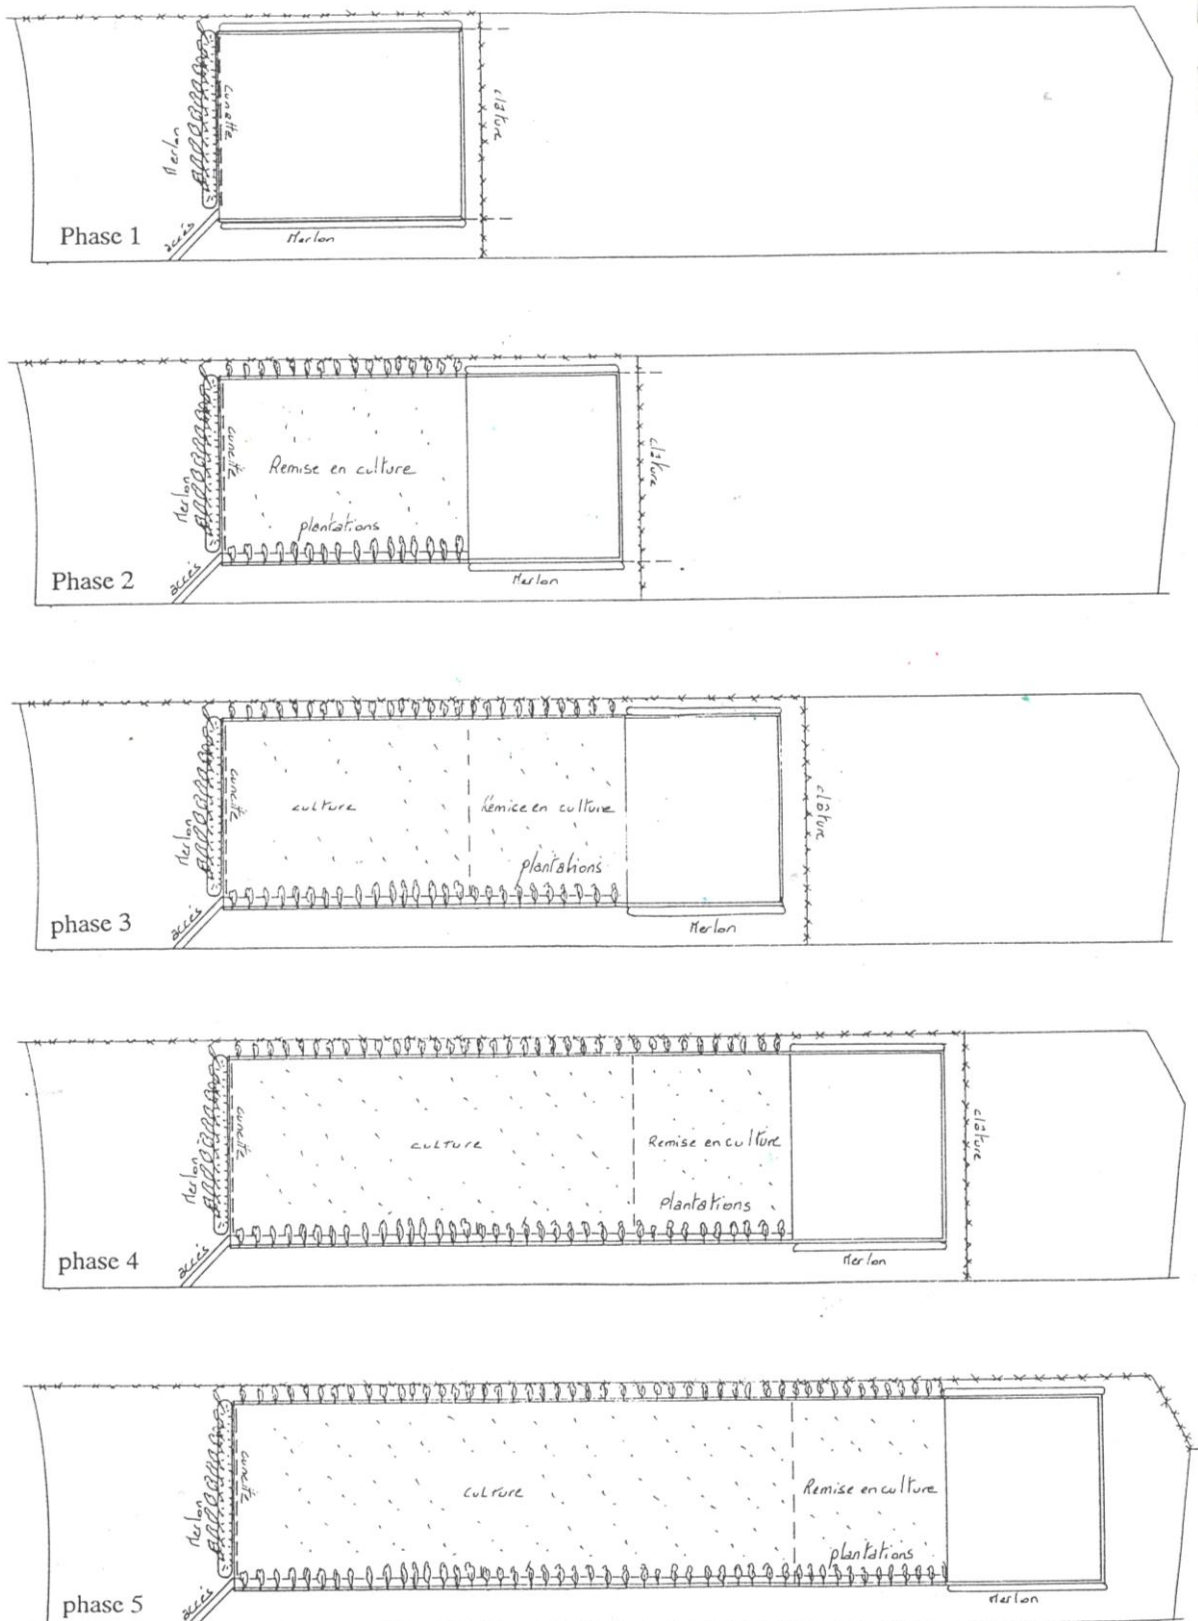 Merlon
cunette
clôture
Phase 1
accès
Merlon
Merlon
cunette
Remise en culture
plantations
clôture
Phase 2
accès
Merlon
Merlon
cunette
culture
Remise en culture
plantations
clôture
phase 3
accès
Merlon
Merlon
cunette
culture
Remise en culture
plantations
clôture
phase 4
accès
Merlon
Merlon
cunette
culture
Remise en culture
plantations
phase 5
accès
Merlon